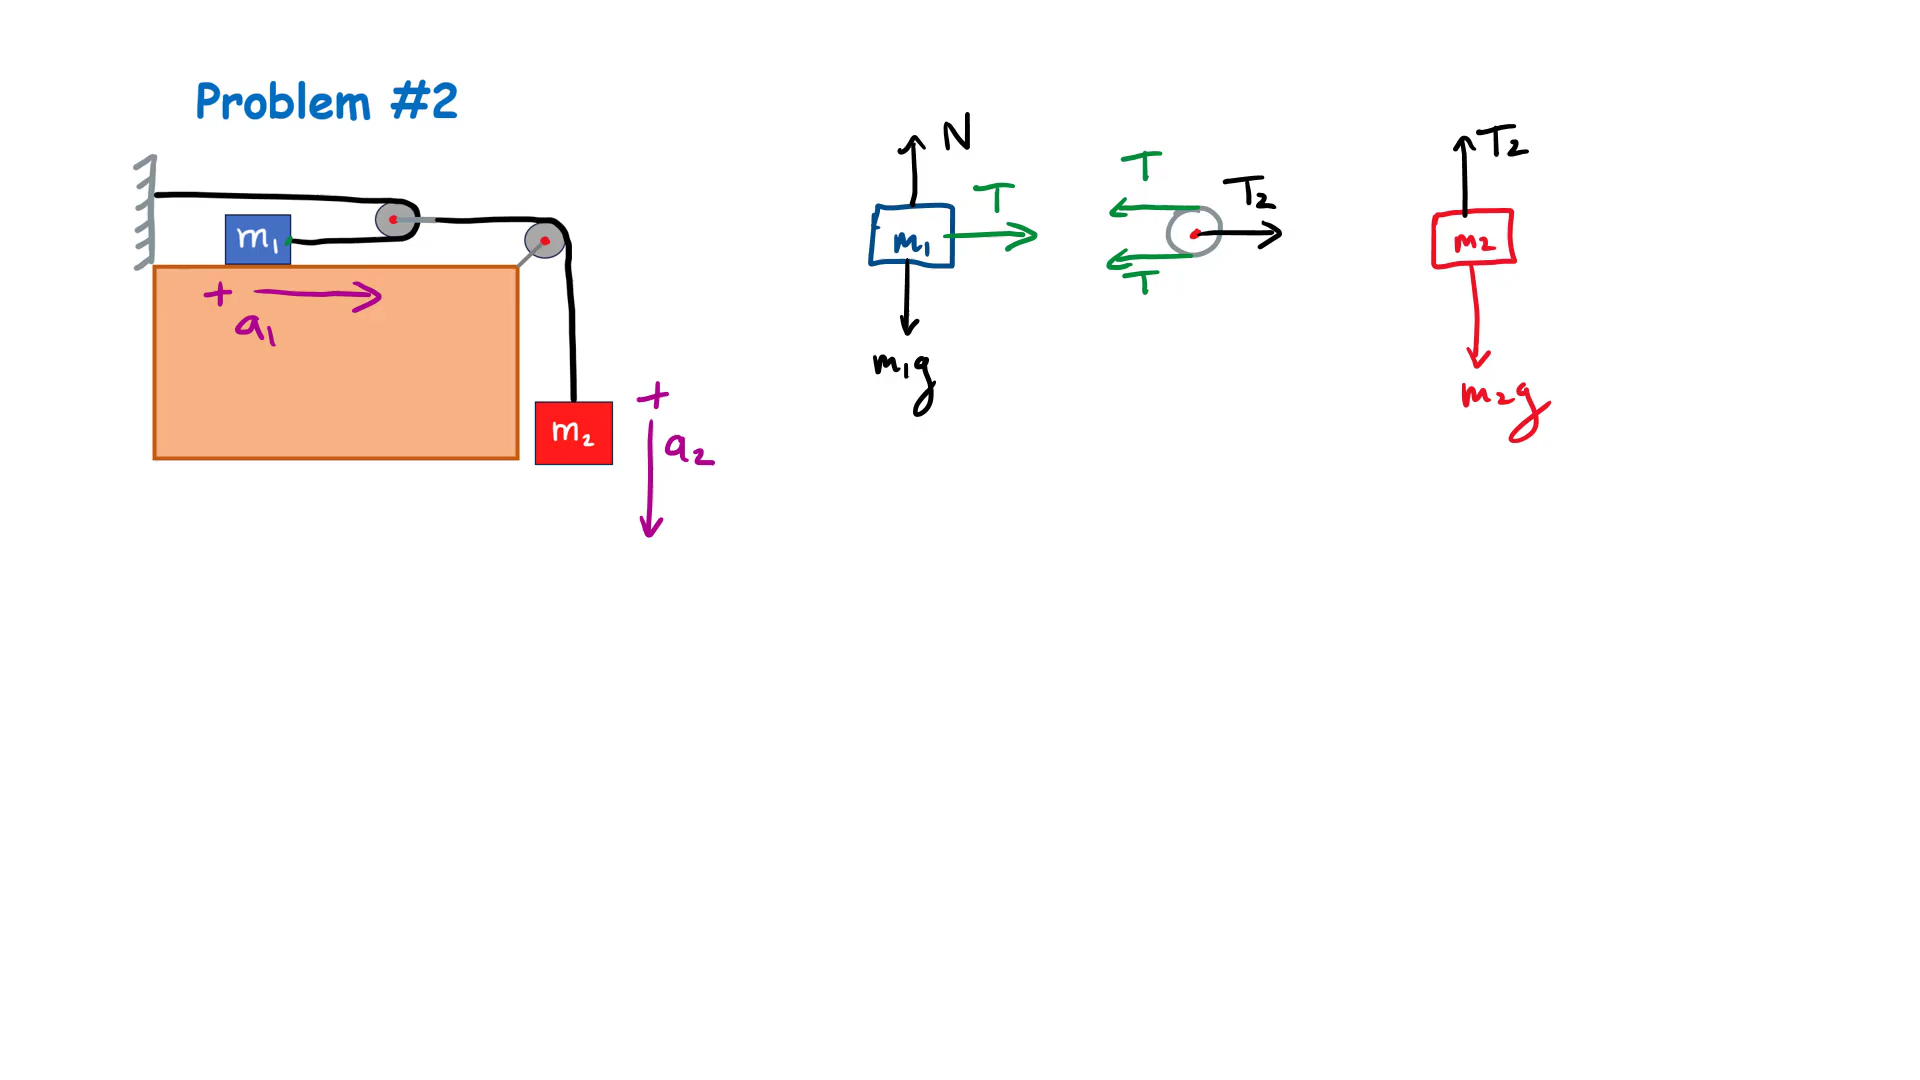 Problem #2
m₁
+
a₁
m₂
+
a₂
N
T
m₁
m₁g
T
T₂
T
T₂
m₂
m₂g